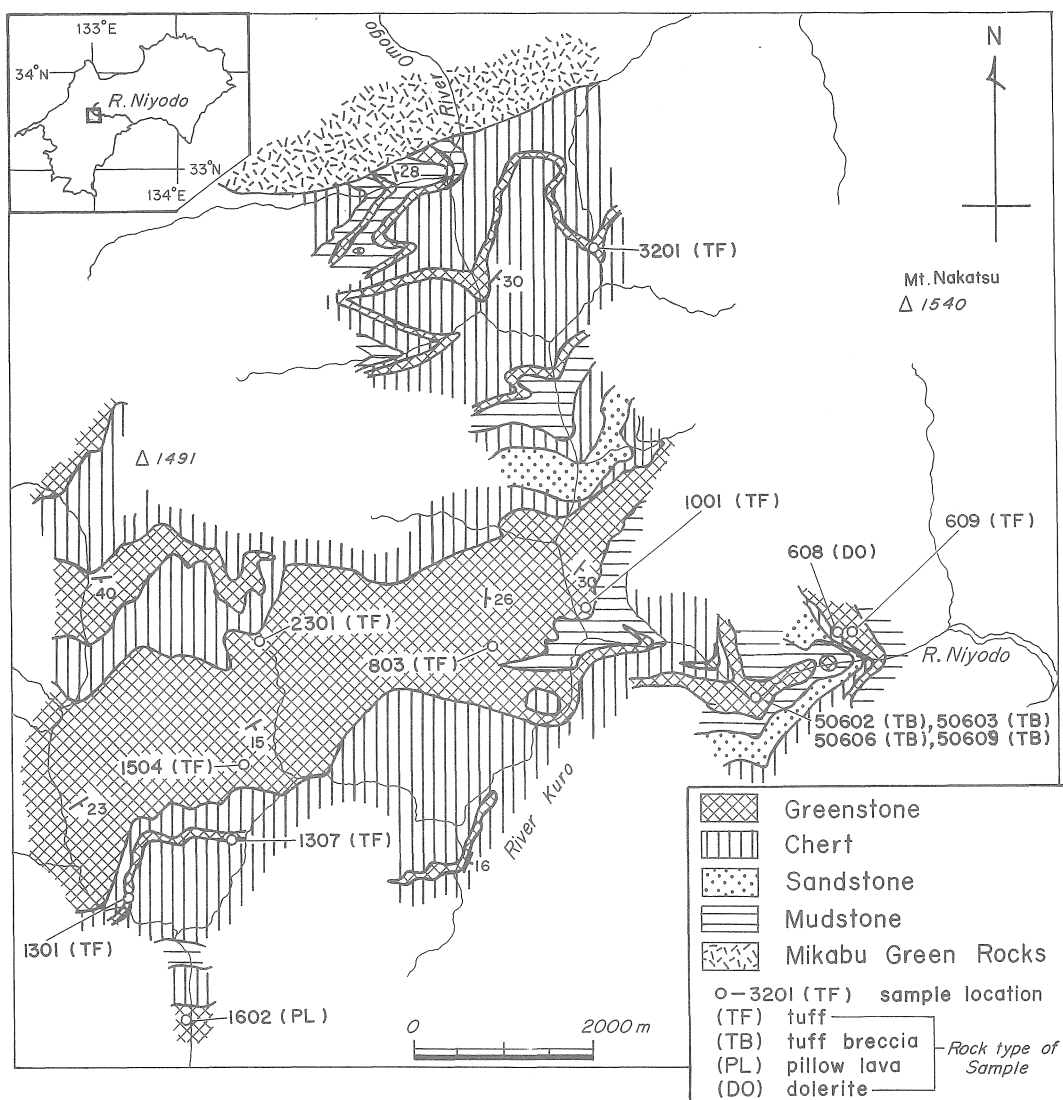 133°E
34°N
R. Niyodo
33°N
134°E
Omogo River
N
28
3201 (TF)
30
Mt. Nakatsu
△ 1540
△ 1491
1001 (TF)
609 (TF)
608 (DO)
40
30
26
2301 (TF)
803 (TF)
R. Niyodo
50602 (TB), 50603 (TB)
50606 (TB), 50609 (TB)
15
1504 (TF)
23
1307 (TF)
River Kuro
16
1301 (TF)
1602 (PL)
0 2000 m
Greenstone
Chert
Sandstone
Mudstone
Mikabu Green Rocks
○–3201 (TF) sample location
(TF) tuff
(TB) tuff breccia
(PL) pillow lava
(DO) dolerite
Rock type of
Sample